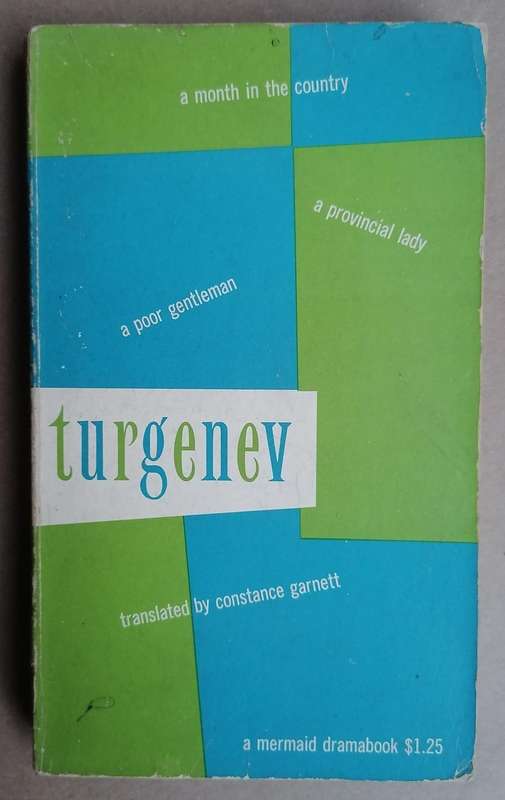 a month in the country
a provincial lady
a poor gentleman
turgenev
translated by constance garnett
a mermaid dramabook $1.25